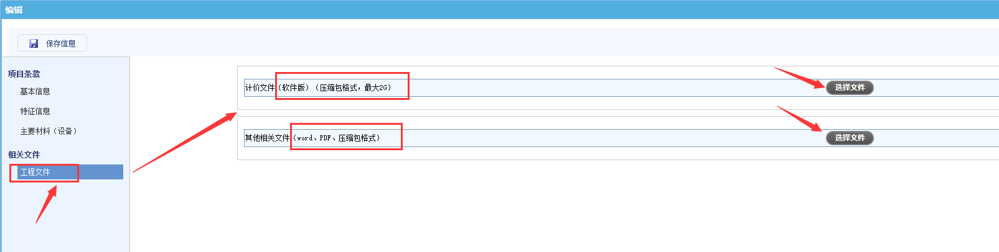 编辑
保存信息
项目条款
基本信息
特征信息
主要材料（设备）
相关文件
工程文件
计价文件（软件版）（压缩包格式，最大2G）
选择文件
其他相关文件（word、PDF、压缩包格式）
选择文件